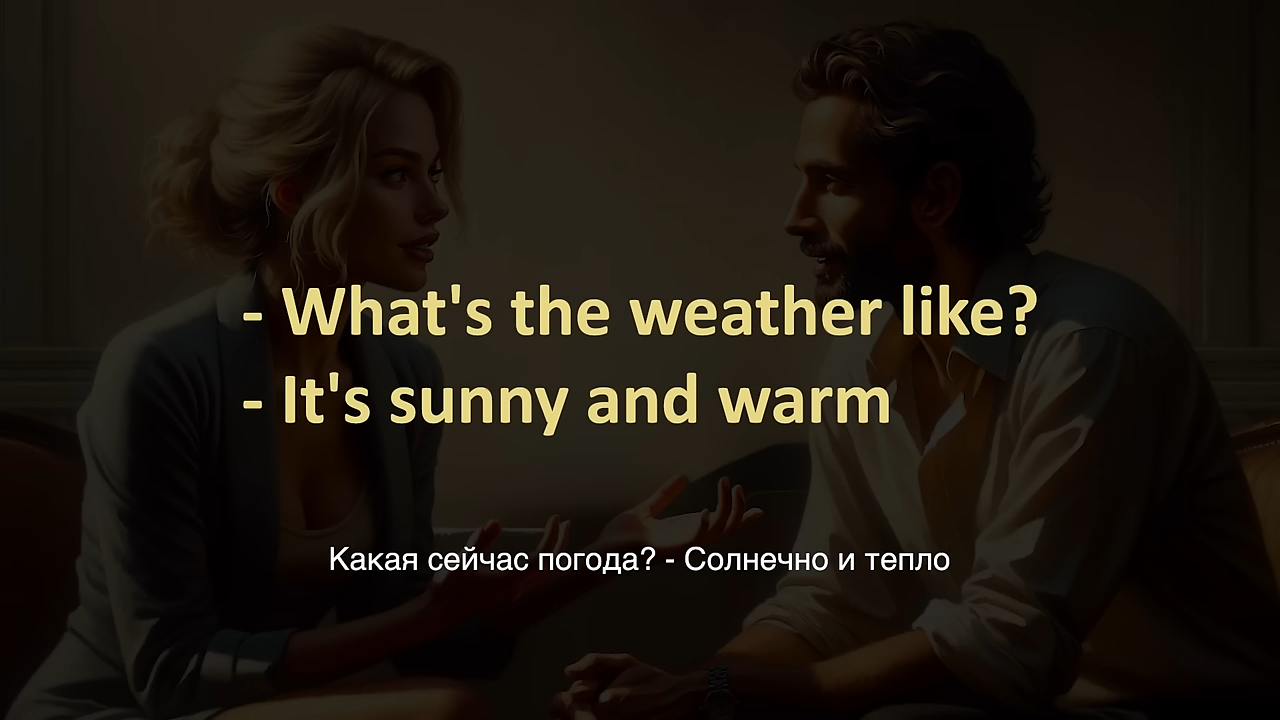 - What's the weather like?
- It's sunny and warm
Какая сейчас погода? - Солнечно и тепло